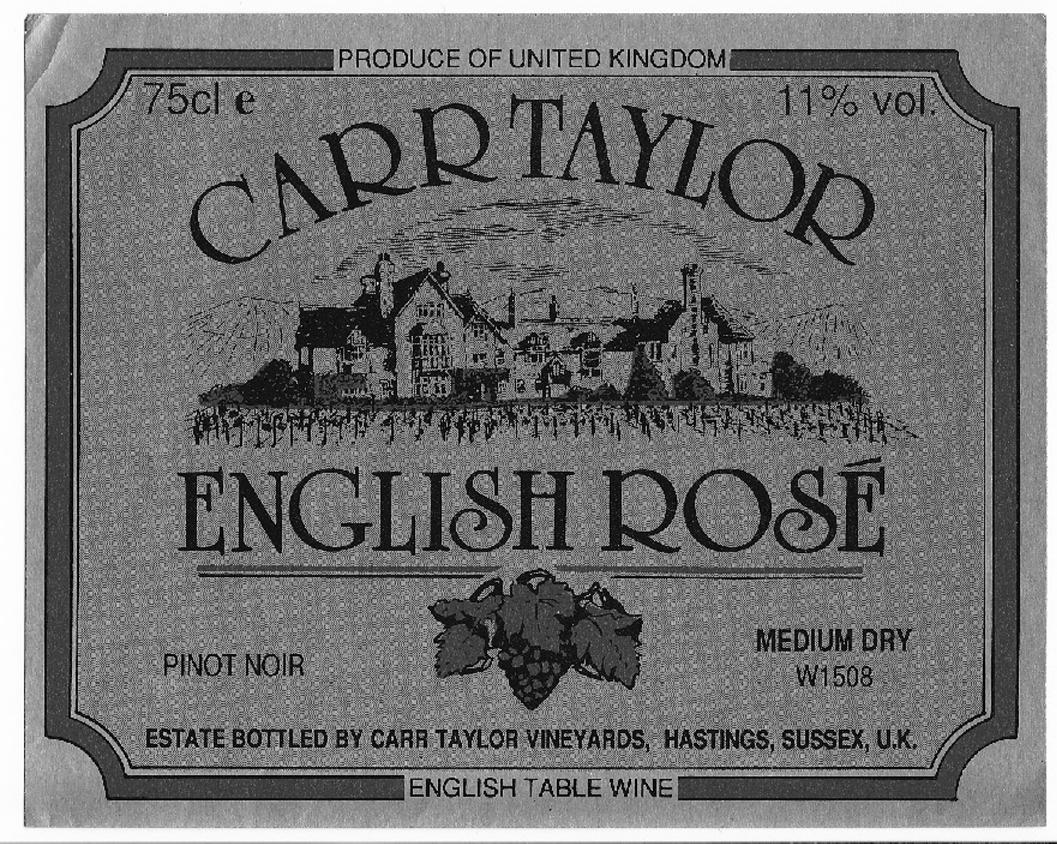 PRODUCE OF UNITED KINGDOM
75cl e
11% vol.
CARR TAYLOR
ENGLISH ROSÉ
PINOT NOIR
MEDIUM DRY
W1508
ESTATE BOTTLED BY CARR TAYLOR VINEYARDS, HASTINGS, SUSSEX, U.K.
ENGLISH TABLE WINE